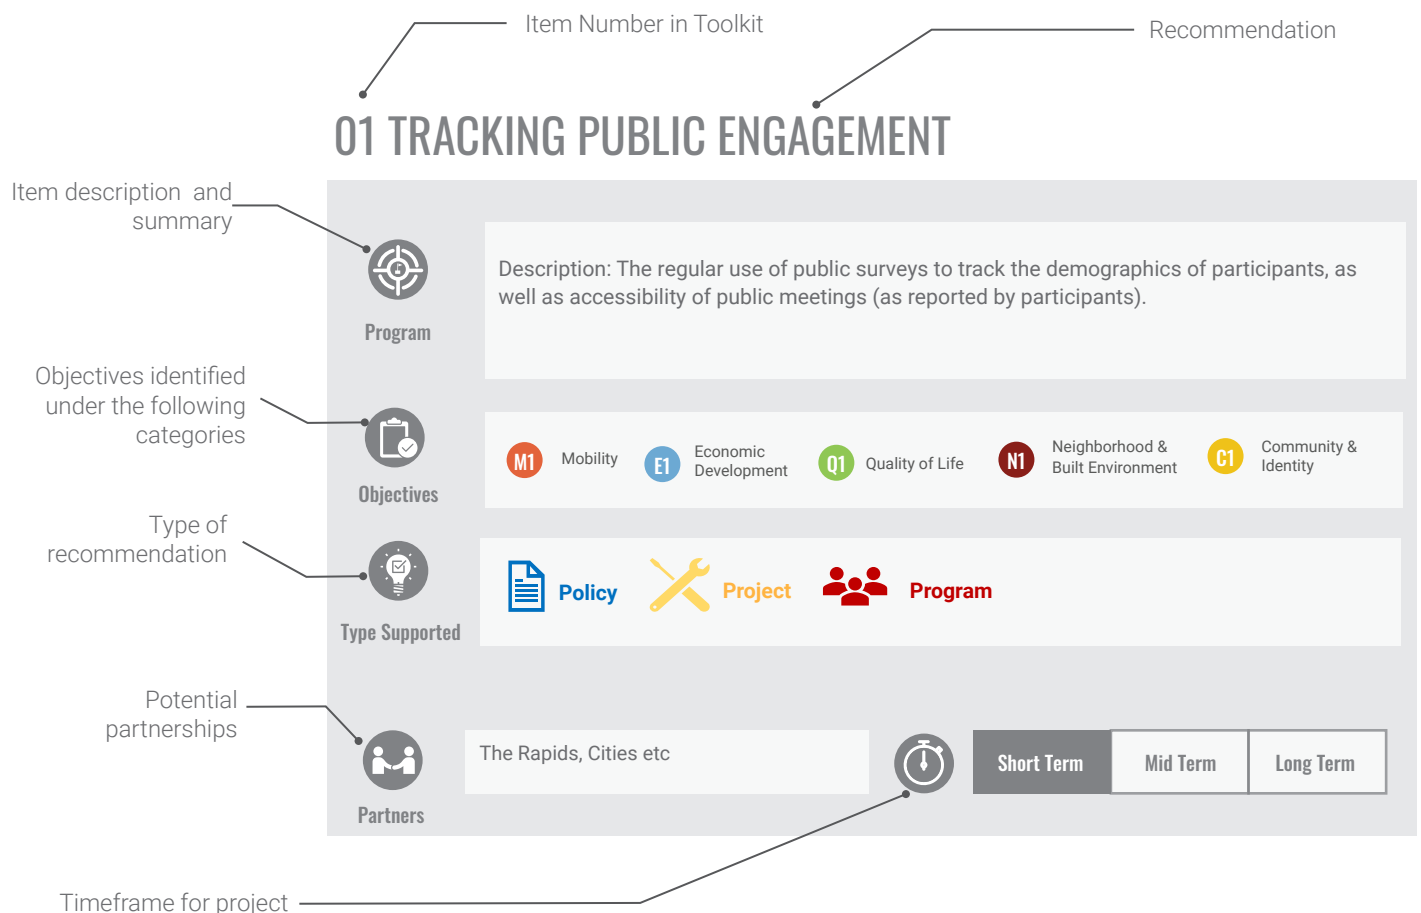 Item Number in Toolkit
Recommendation
01 TRACKING PUBLIC ENGAGEMENT
Item description and
summary
Program
Description: The regular use of public surveys to track the demographics of participants, as
well as accessibility of public meetings (as reported by participants).
Objectives identified
under the following
categories
Objectives
M1
Mobility
E1
Economic
Development
Q1
Quality of Life
N1
Neighborhood &
Built Environment
C1
Community &
Identity
Type of
recommendation
Type Supported
Policy
Project
Program
Potential
partnerships
Partners
The Rapids, Cities etc
Short Term
Mid Term
Long Term
Timeframe for project